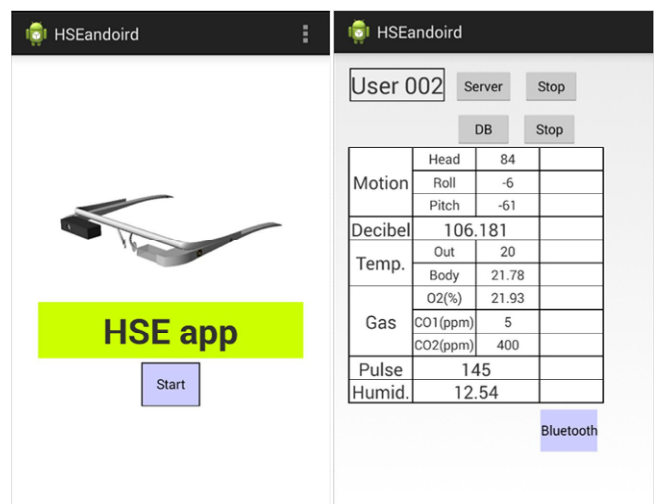 HSEandoird
HSE app
Start
HSEandoird
User 002 Server Stop
DB Stop
Motion Head 84
Roll -6
Pitch -61
Decibel 106.181
Temp. Out 20
Body 21.78
Gas O2(%) 21.93
CO1(ppm) 5
CO2(ppm) 400
Pulse 145
Humid. 12.54
Bluetooth